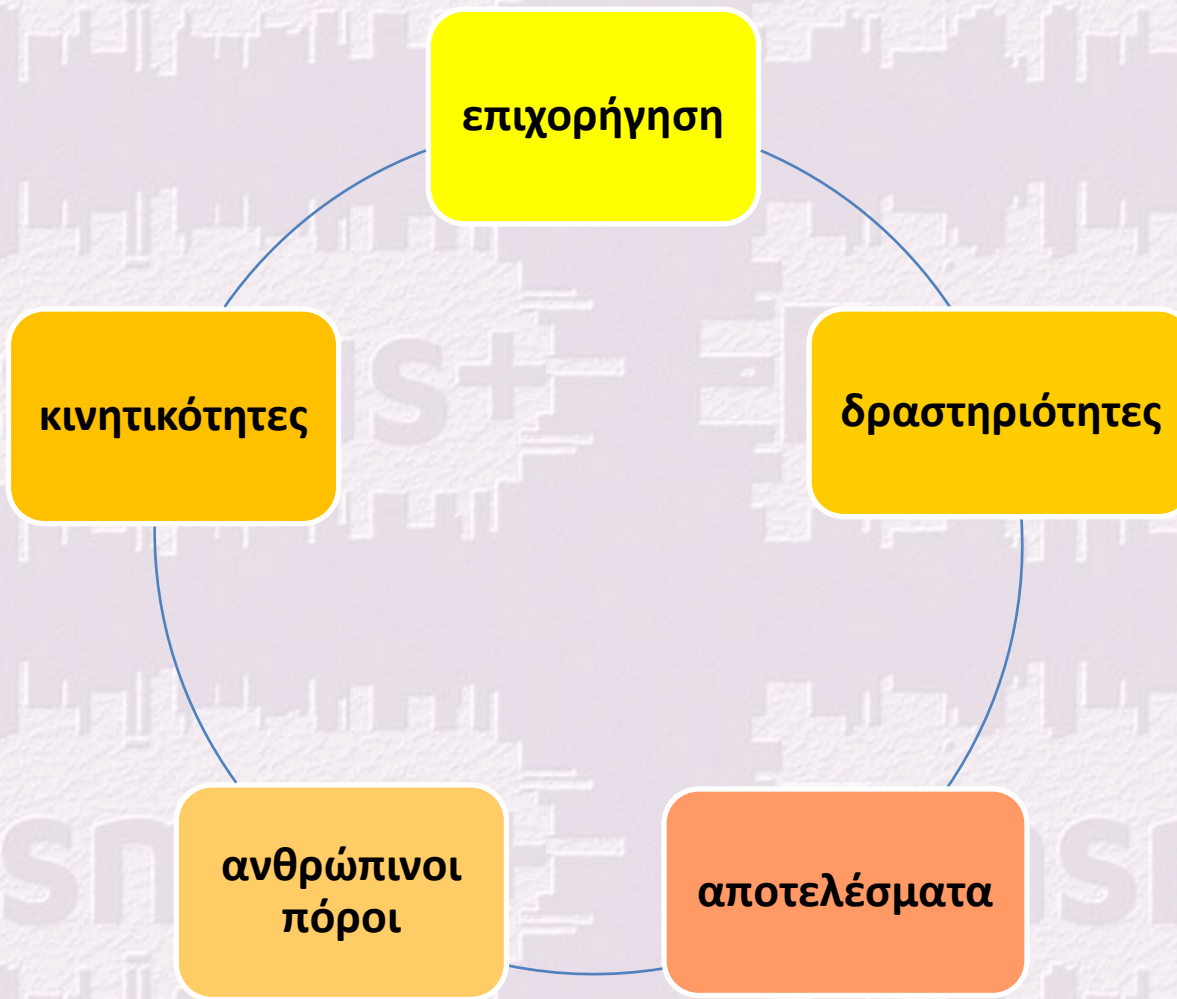 επιχορήγηση
κινητικότητες
δραστηριότητες
ανθρώπινοι
πόροι
αποτελέσματα